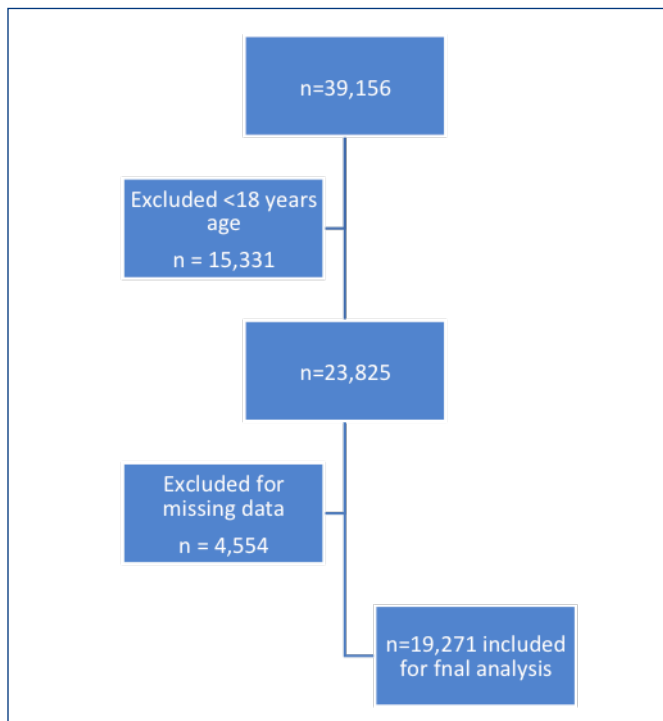 n=39,156
Excluded <18 years
age
n = 15,331
n=23,825
Excluded for
missing data
n = 4,554
n=19,271 included
for fnal analysis